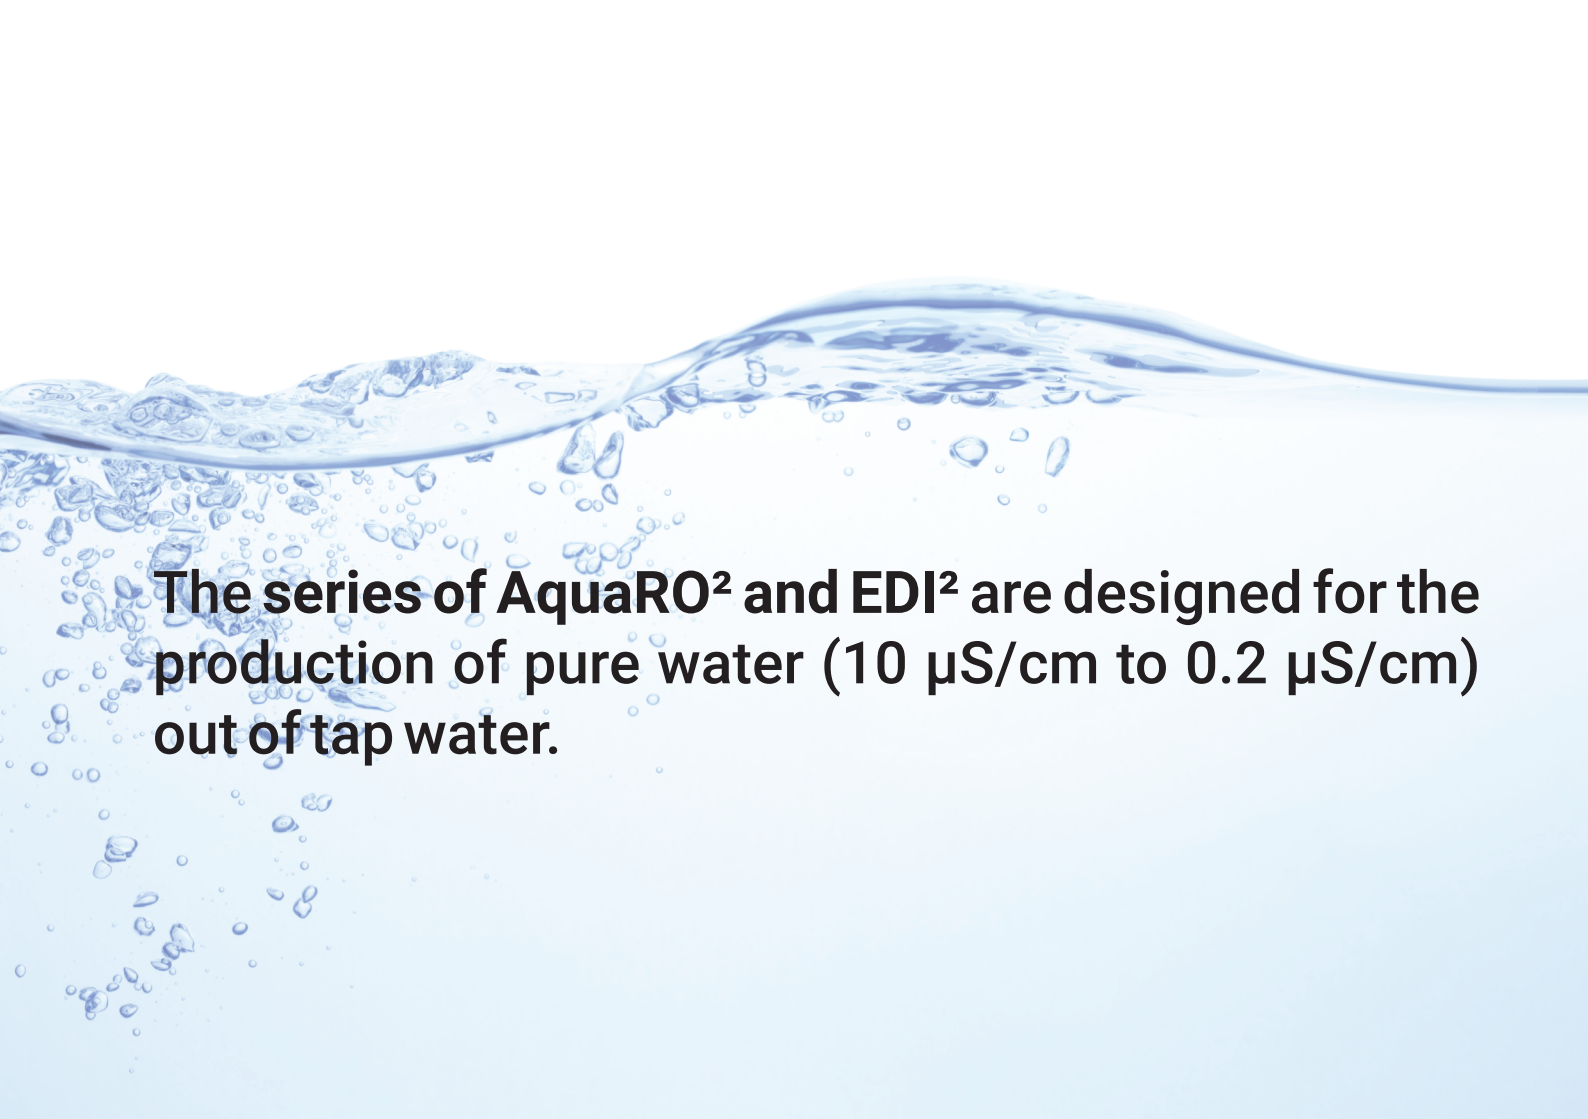 The series of AquaRO² and EDI² are designed for the
production of pure water (10 µS/cm to 0.2 µS/cm)
out of tap water.